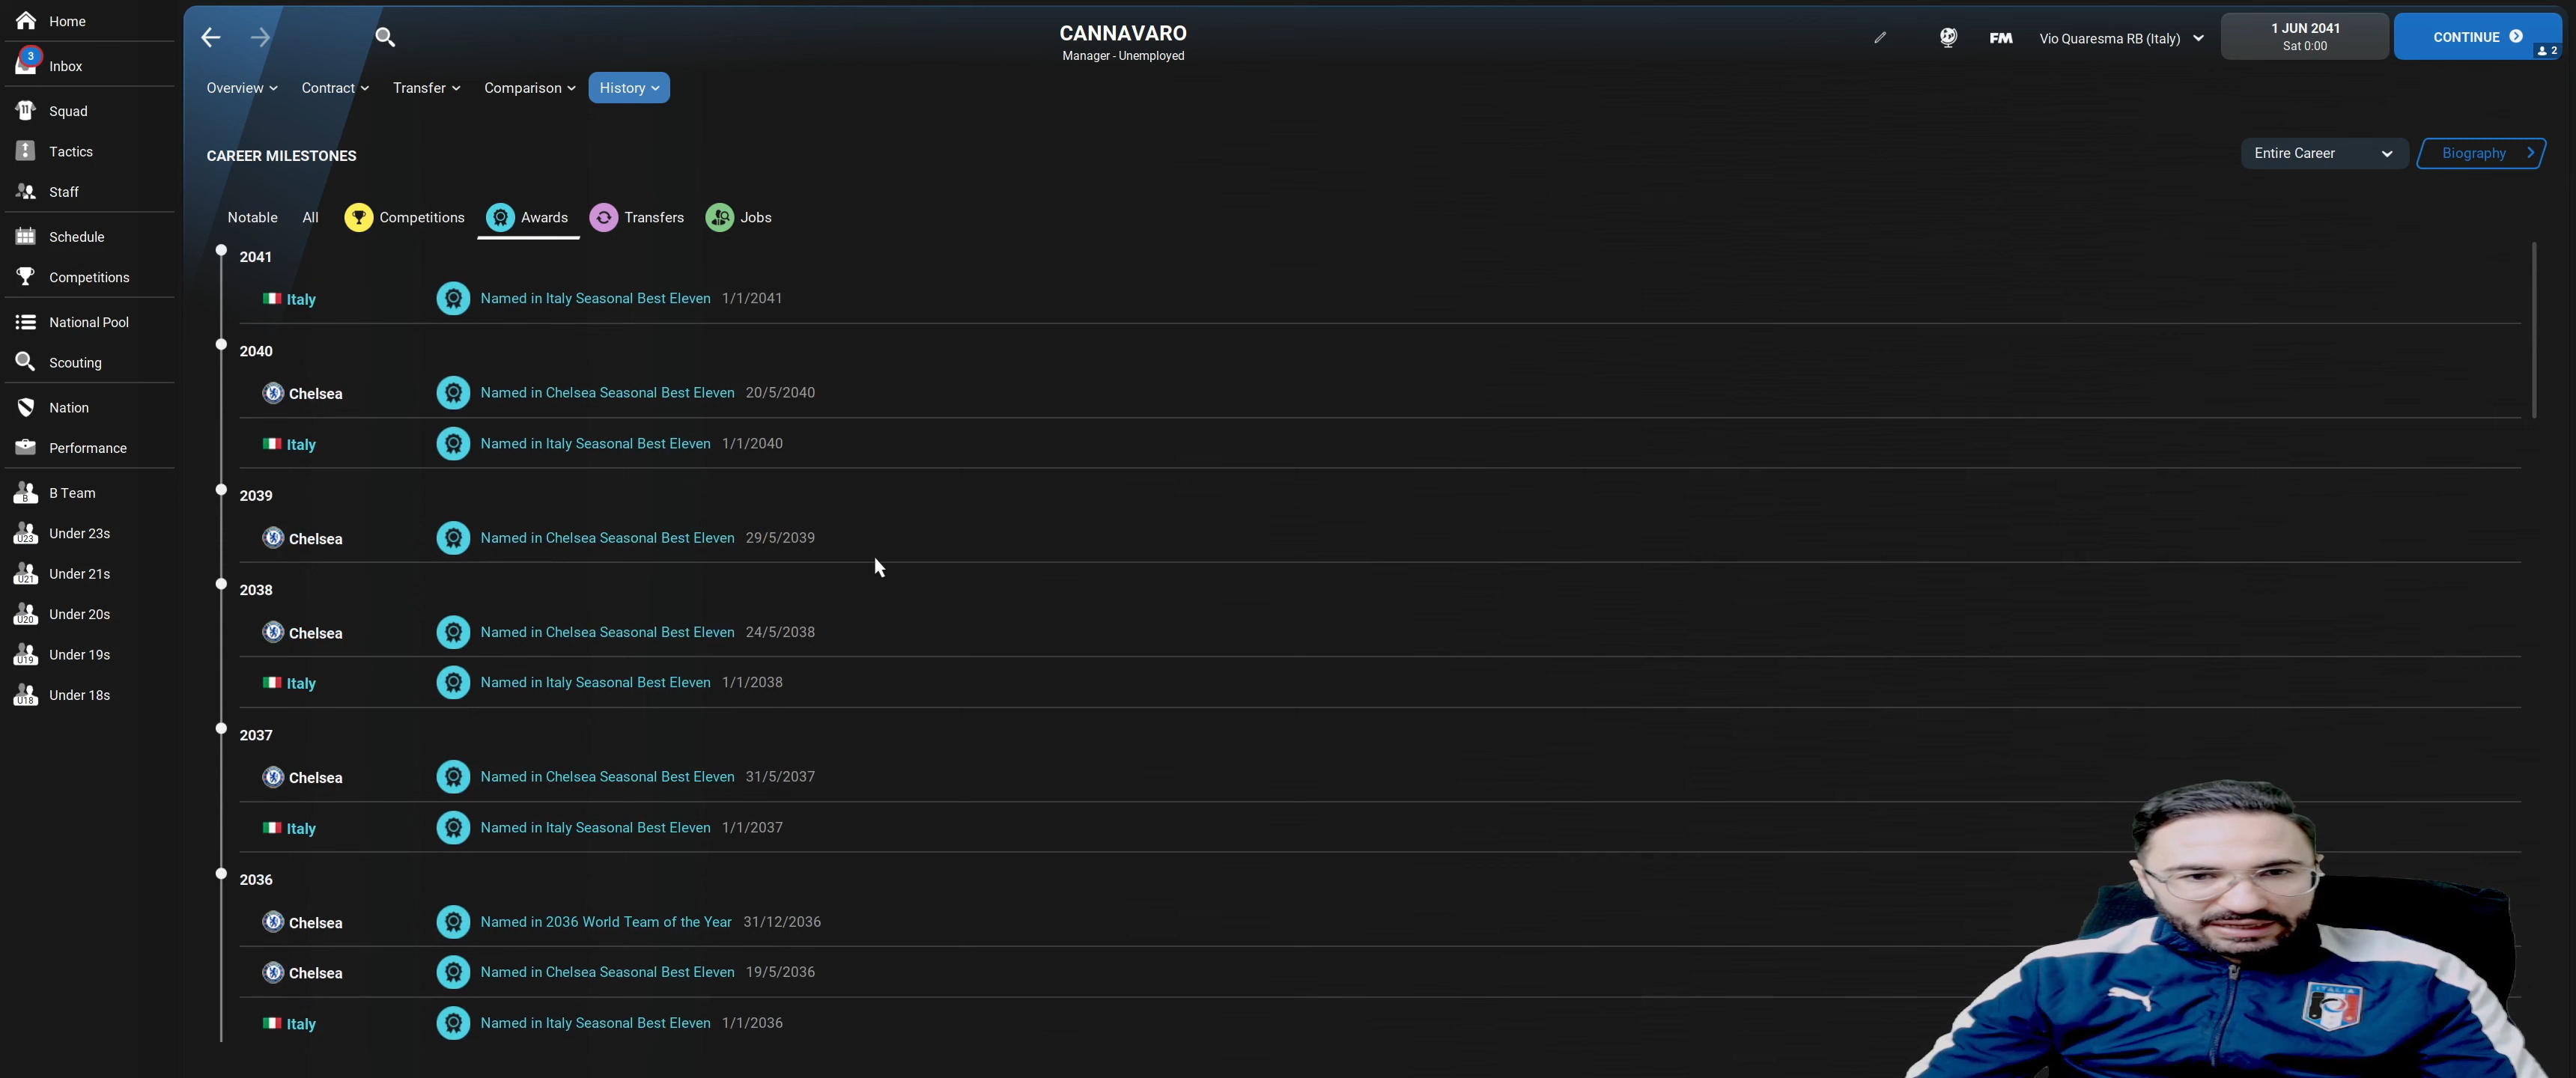 Home
3
Inbox
11
Squad
Tactics
Staff
Schedule
Competitions
National Pool
Scouting
Nation
Performance
B
B Team
U23
Under 23s
U21
Under 21s
U20
Under 20s
U19
Under 19s
U18
Under 18s
CANNAVARO
Manager - Unemployed
FM
Vio Quaresma RB (Italy)
1 JUN 2041
Sat 0:00
CONTINUE
2
Overview
Contract
Transfer
Comparison
History
CAREER MILESTONES
Entire Career
Biography
Notable
All
Competitions
Awards
Transfers
Jobs
2041
Italy Named in Italy Seasonal Best Eleven 1/1/2041
2040
Chelsea Named in Chelsea Seasonal Best Eleven 20/5/2040
Italy Named in Italy Seasonal Best Eleven 1/1/2040
2039
Chelsea Named in Chelsea Seasonal Best Eleven 29/5/2039
2038
Chelsea Named in Chelsea Seasonal Best Eleven 24/5/2038
Italy Named in Italy Seasonal Best Eleven 1/1/2038
2037
Chelsea Named in Chelsea Seasonal Best Eleven 31/5/2037
Italy Named in Italy Seasonal Best Eleven 1/1/2037
2036
Chelsea Named in 2036 World Team of the Year 31/12/2036
Chelsea Named in Chelsea Seasonal Best Eleven 19/5/2036
Italy Named in Italy Seasonal Best Eleven 1/1/2036
ITALIA